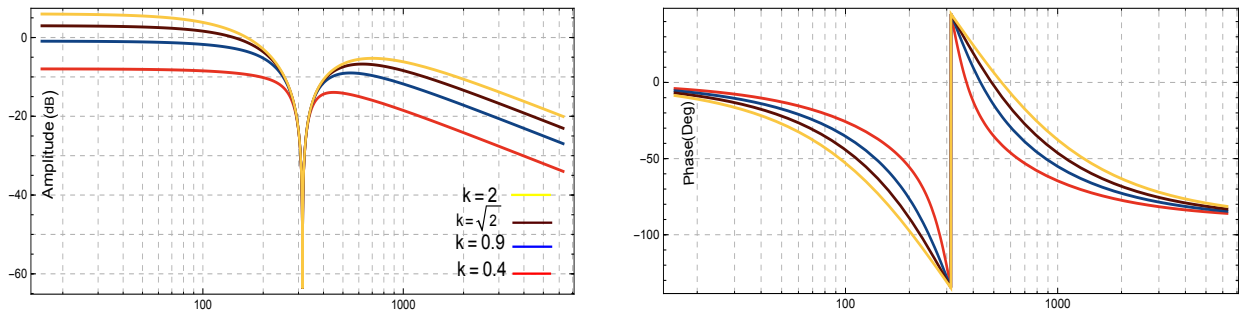 0
-20
-40
-60
100
1000
Amplitude (dB)
k = 2
k=√2
k = 0.9
k = 0.4
0
-50
-100
100
1000
Phase(Deg)